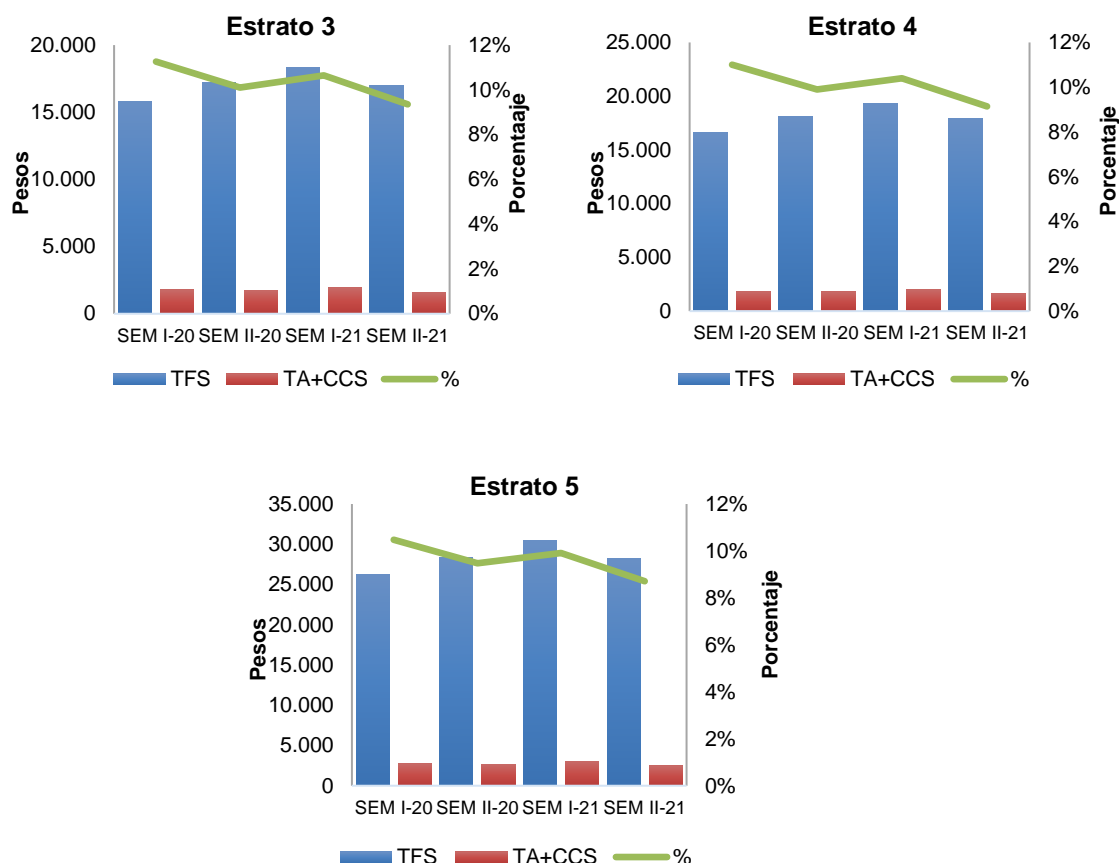 Estrato 3
20.000
15.000
10.000
5.000
0
Pesos
12%
10%
8%
6%
4%
2%
0%
Porcentaaje
SEM I-20 SEM II-20 SEM I-21 SEM II-21
TFS TA+CCS %
Estrato 4
25.000
20.000
15.000
10.000
5.000
0
Pesos
12%
10%
8%
6%
4%
2%
0%
Porcentaje
SEM I-20 SEM II-20 SEM I-21 SEM II-21
TFS TA+CCS %
Estrato 5
35.000
30.000
25.000
20.000
15.000
10.000
5.000
0
Pesos
12%
10%
8%
6%
4%
2%
0%
Porcentaje
SEM I-20 SEM II-20 SEM I-21 SEM II-21
TFS TA+CCS %